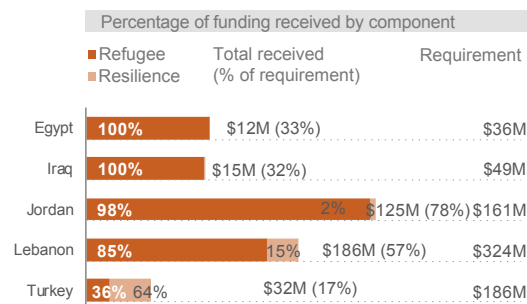 Percentage of funding received by component
Refugee Total received Requirement
Resilience (% of requirement)
Egypt 100% $12M (33%) $36M
Iraq 100% $15M (32%) $49M
Jordan 98% 2% $125M (78%) $161M
Lebanon 85% 15% $186M (57%) $324M
Turkey 36% 64% $32M (17%) $186M